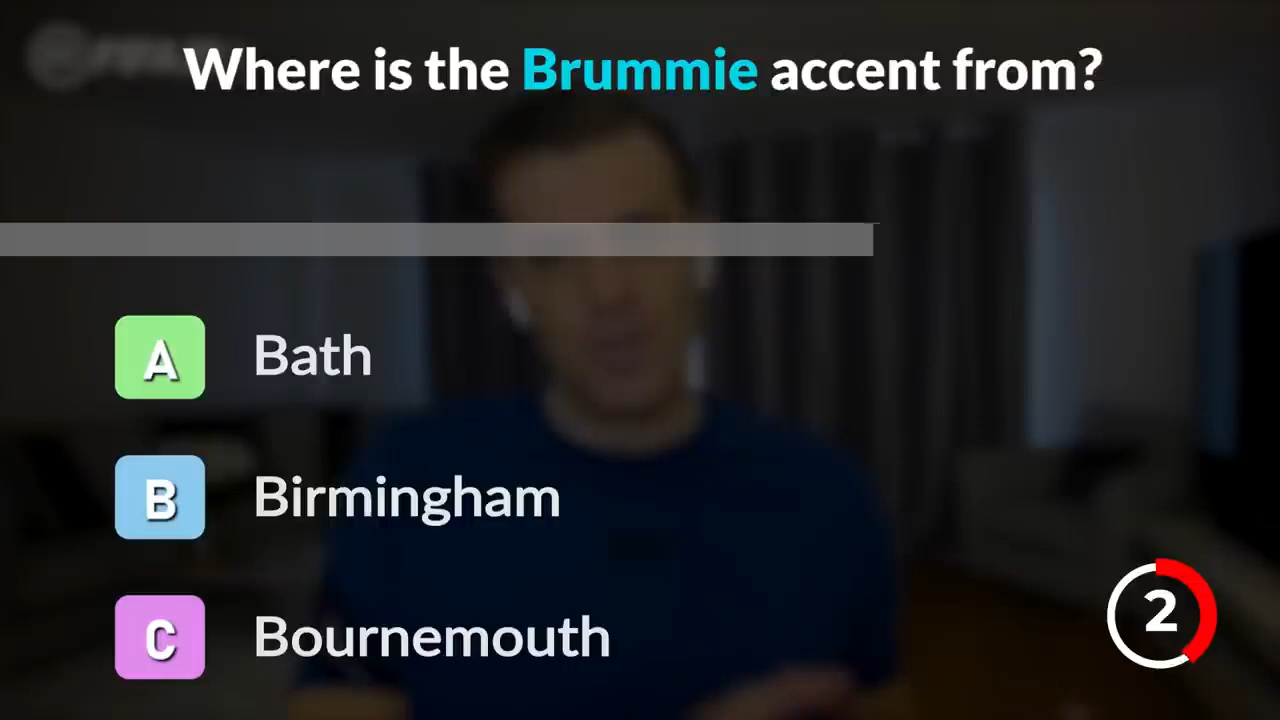 Where is the Brummie accent from?
A Bath
B Birmingham
C Bournemouth
2